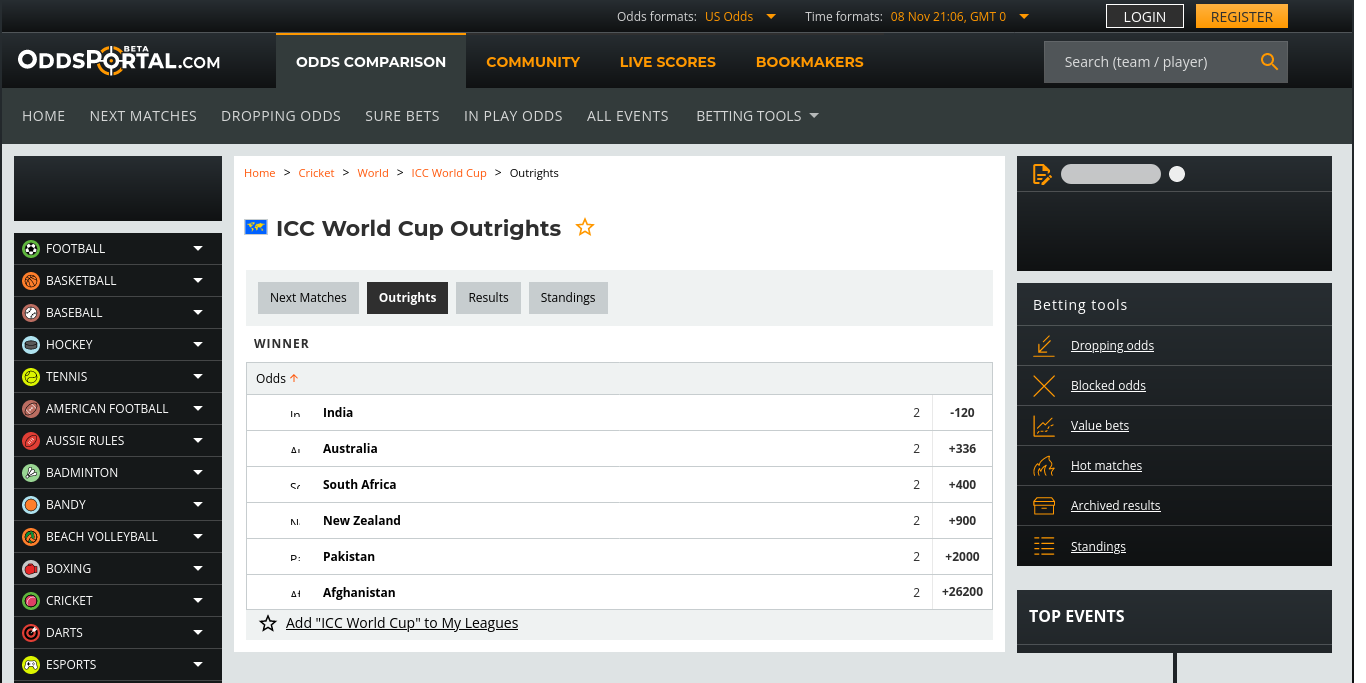 Odds formats: US Odds Time formats: 08 Nov 21:06, GMT 0 LOGIN REGISTER
BETA
ODDSPORTAL.COM ODDS COMPARISON COMMUNITY LIVE SCORES BOOKMAKERS Search (team / player)
HOME NEXT MATCHES DROPPING ODDS SURE BETS IN PLAY ODDS ALL EVENTS BETTING TOOLS
FOOTBALL
BASKETBALL
BASEBALL
HOCKEY
TENNIS
AMERICAN FOOTBALL
AUSSIE RULES
BADMINTON
BANDY
BEACH VOLLEYBALL
BOXING
CRICKET
DARTS
ESPORTS
Home > Cricket > World > ICC World Cup > Outrights
ICC World Cup Outrights
Next Matches Outrights Results Standings
WINNER
Odds
India 2 -120
Australia 2 +336
South Africa 2 +400
New Zealand 2 +900
Pakistan 2 +2000
Afghanistan 2 +26200
Add "ICC World Cup" to My Leagues
Betting tools
Dropping odds
Blocked odds
Value bets
Hot matches
Archived results
Standings
TOP EVENTS